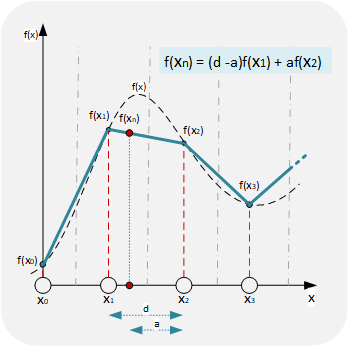 f(x)
f(xn) = (d -a)f(x1) + af(x2)
f(x)
f(x1) f(xn)
f(x2)
f(x3)
f(x0)
x0 x1 x2 x3 x
d
a